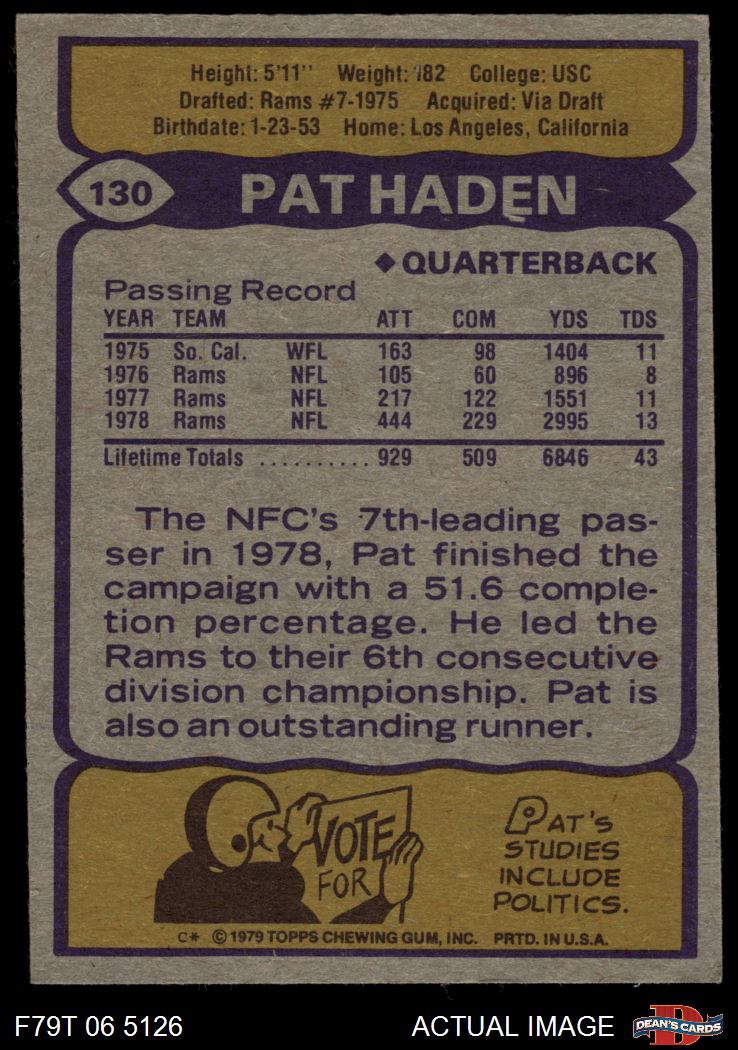 Height: 5'11" Weight: 182 College: USC
Drafted: Rams #7-1975 Acquired: Via Draft
Birthdate: 1-23-53 Home: Los Angeles, California
130 PAT HADEN
◆ QUARTERBACK
Passing Record
YEAR TEAM ATT COM YDS TDS
1975 So. Cal. WFL 163 98 1404 11
1976 Rams NFL 105 60 896 8
1977 Rams NFL 217 122 1551 11
1978 Rams NFL 444 229 2995 13
Lifetime Totals .......... 929 509 6846 43
The NFC's 7th-leading pas-
ser in 1978, Pat finished the
campaign with a 51.6 comple-
tion percentage. He led the
Rams to their 6th consecutive
division championship. Pat is
also an outstanding runner.
VOTE
FOR
PAT'S
STUDIES
INCLUDE
POLITICS.
C* © 1979 TOPPS CHEWING GUM, INC. PRTD. IN U.S.A.
F79T 06 5126 ACTUAL IMAGE D DEAN'S CARDS